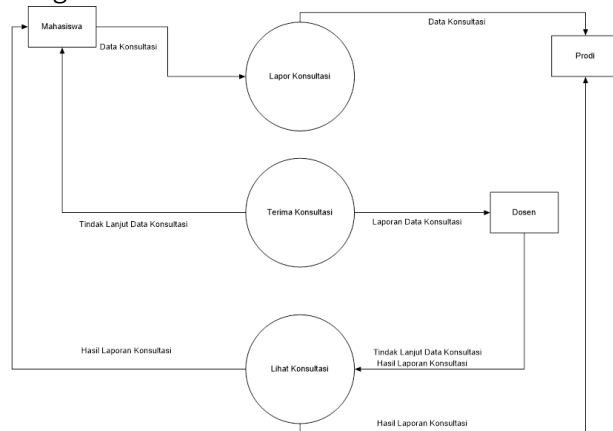 Mahasiswa
Data Konsultasi
Data Konsultasi
Lapor Konsultasi
Prodi
Terima Konsultasi
Dosen
Tindak Lanjut Data Konsultasi
Laporan Data Konsultasi
Hasil Laporan Konsultasi
Tindak Lanjut Data Konsultasi
Hasil Laporan Konsultasi
Lihat Konsultasi
Hasil Laporan Konsultasi